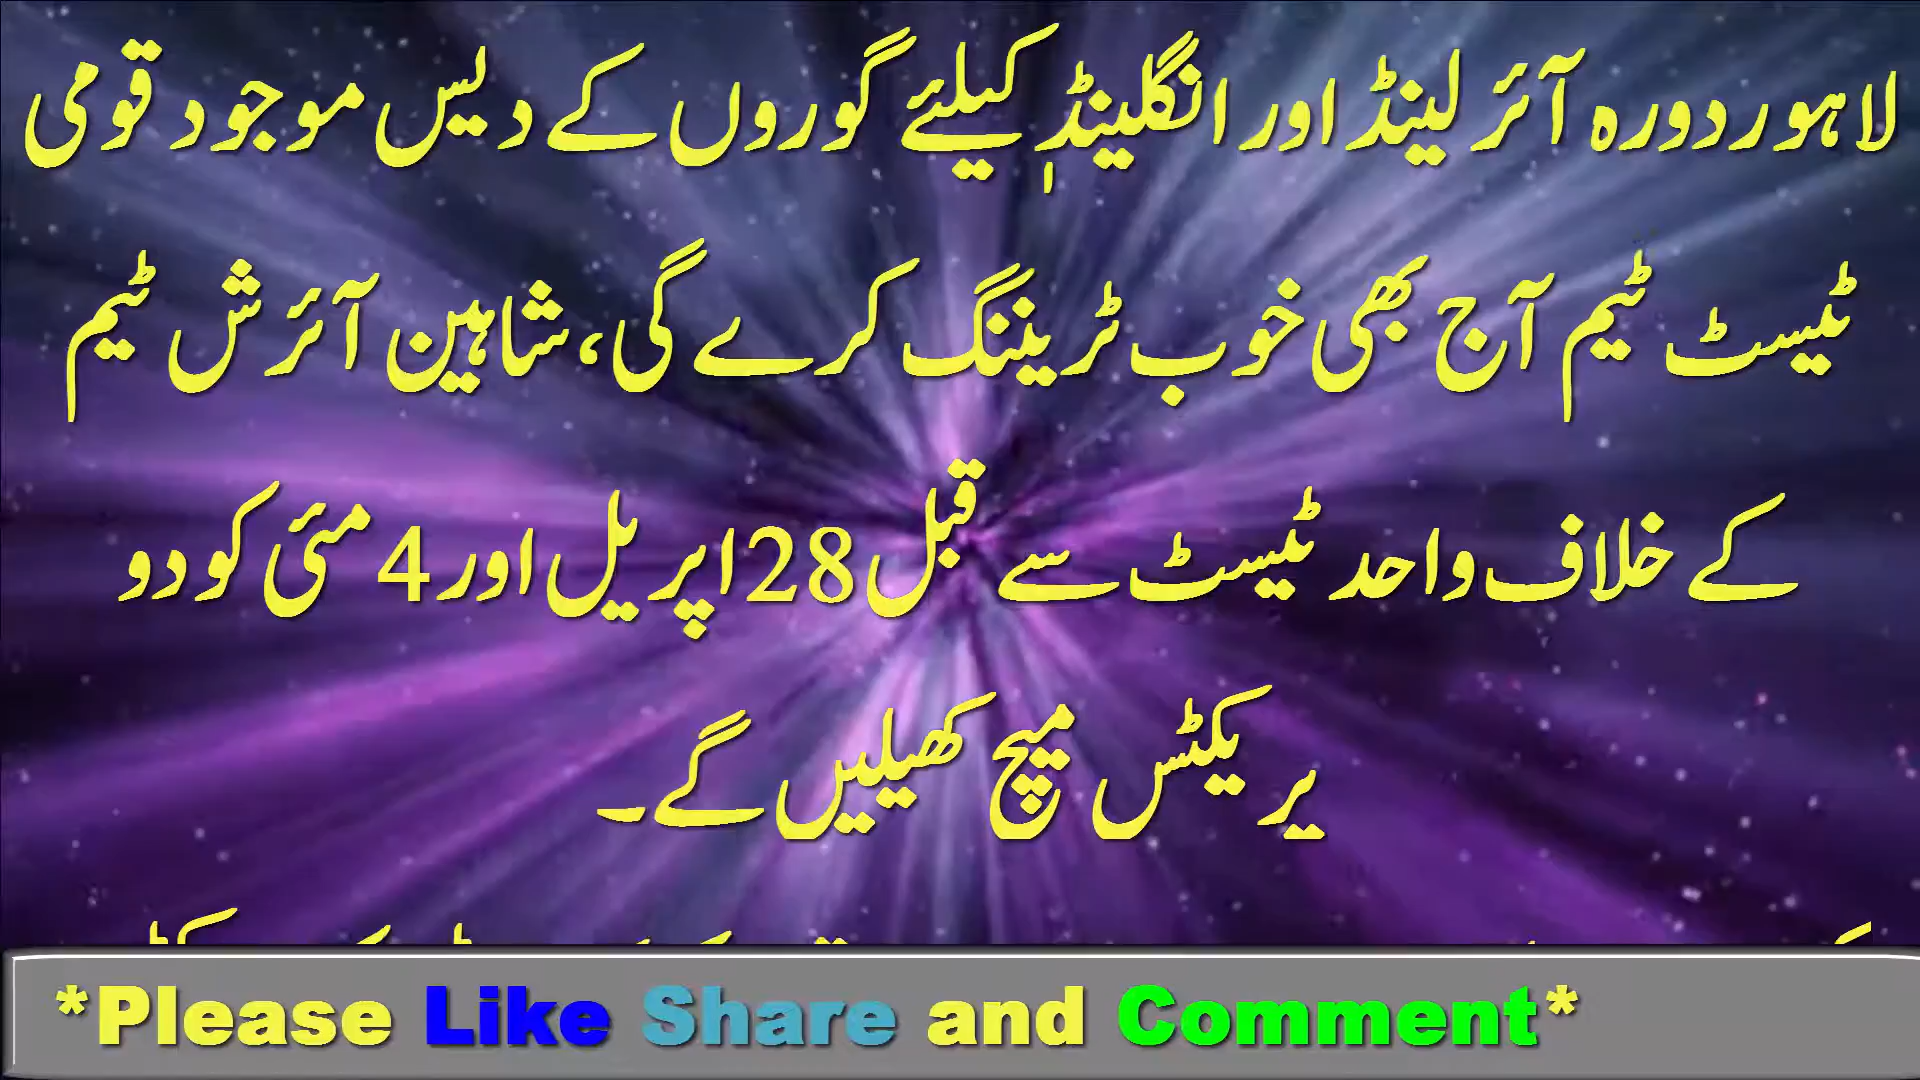 لاہور دورہ آئر لینڈ اور انگلینڈ کیلئے گوروں کے دیس موجود قومی
ٹیسٹ ٹیم آج بھی خوب ٹریننگ کرے گی، شاہین آئرش ٹیم
کے خلاف واحد ٹیسٹ سے قبل 28 اپریل اور 4 مئی کو دو
پریکٹس میچ کھیلیں گے۔
*Please Like Share and Comment*